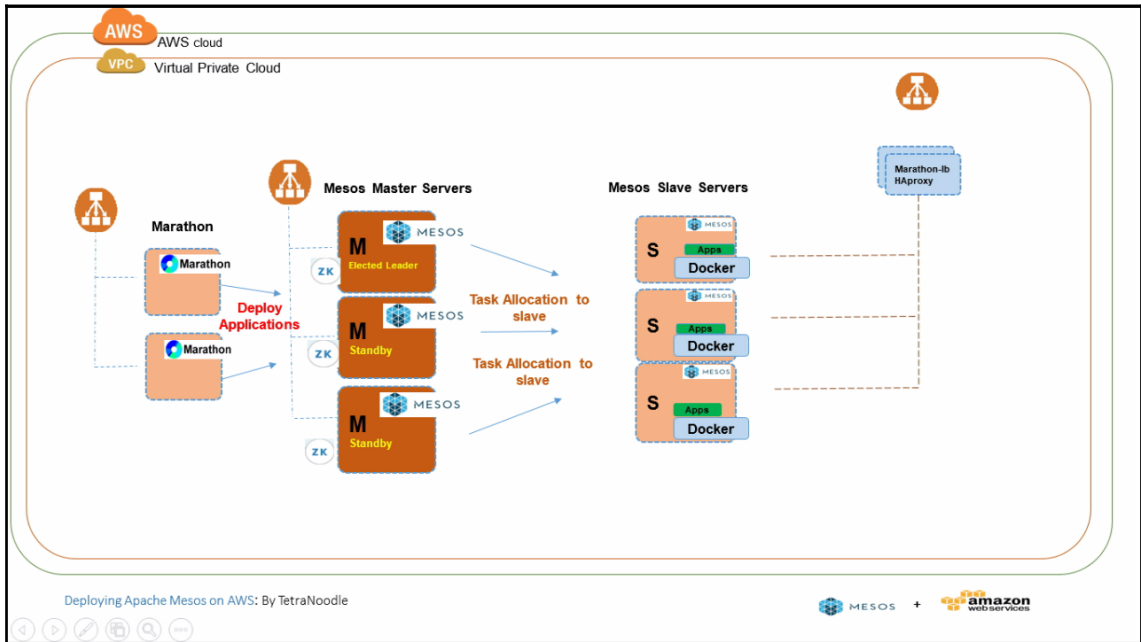 AWS
AWS cloud
VPC
Virtual Private Cloud
Mesos Master Servers
Mesos Slave Servers
Marathon-lb
HAproxy
Marathon
Marathon
Marathon
Deploy
Applications
M
MESOS
Elected Leader
ZK
M
MESOS
Standby
ZK
M
MESOS
Standby
ZK
Task Allocation to
slave
Task Allocation to
slave
MESOS
S
Apps
Docker
MESOS
S
Apps
Docker
MESOS
S
Apps
Docker
Deploying Apache Mesos on AWS: By TetraNoodle
MESOS
+
amazon
webservices